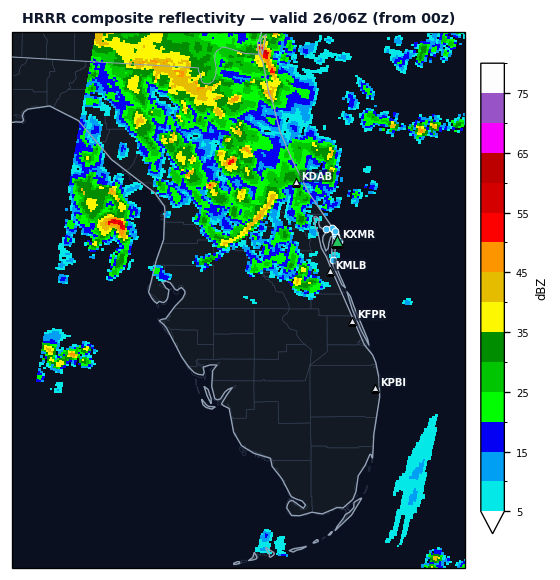 HRRR composite reflectivity — valid 26/06Z (from 00z)
KDAB
KXMR
KMLB
KFPR
KPBI
75
65
55
45
35
25
15
5
dBZ